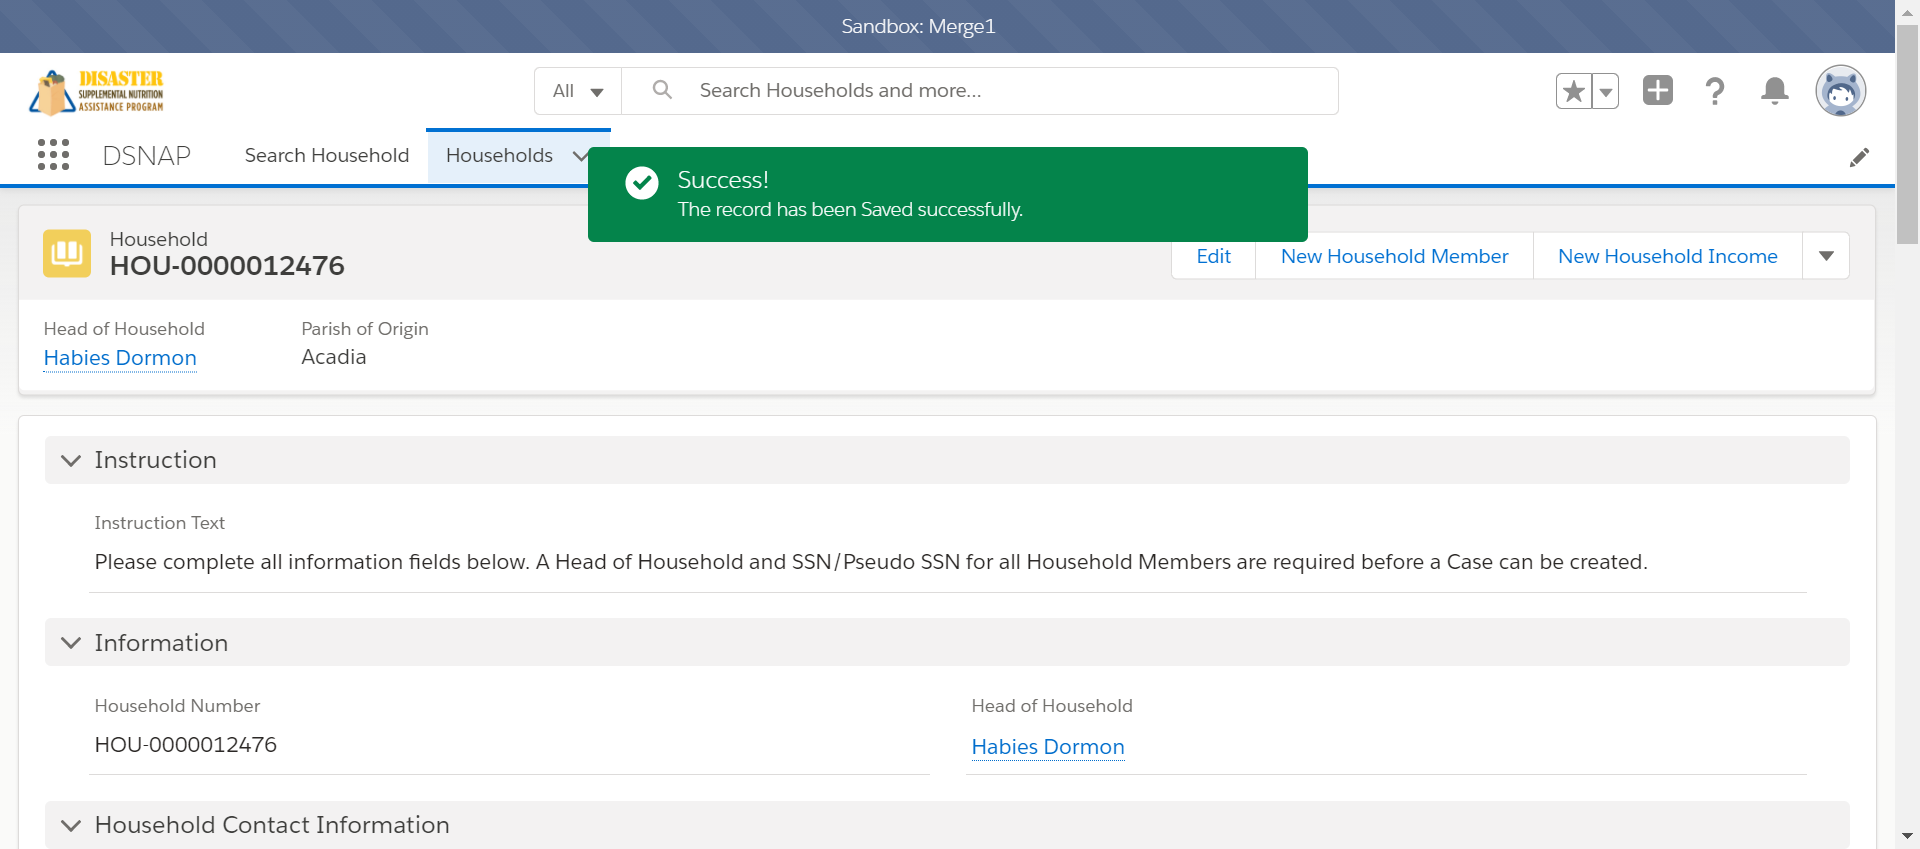 Sandbox: Merge1
DISASTER
SUPPLEMENTAL NUTRITION
ASSISTANCE PROGRAM
All
Search Households and more...
DSNAP
Search Household
Households
Success!
The record has been Saved successfully.
Household
HOU-0000012476
Edit
New Household Member
New Household Income
Head of Household
Parish of Origin
Habies Dormon
Acadia
Instruction
Instruction Text
Please complete all information fields below. A Head of Household and SSN/Pseudo SSN for all Household Members are required before a Case can be created.
Information
Household Number
Head of Household
HOU-0000012476
Habies Dormon
Household Contact Information